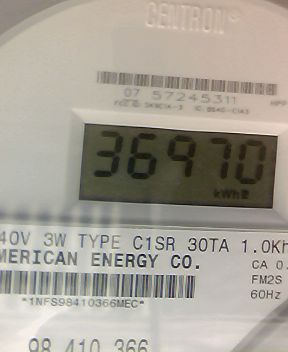 CENTRON®
07 57245311
36970
kWh
40V 3W TYPE C1SR 30TA 1.0Kh
MERICAN ENERGY CO.
CA 0.
FM2S
60Hz
*1NFS98410366MEC*
98 410 366